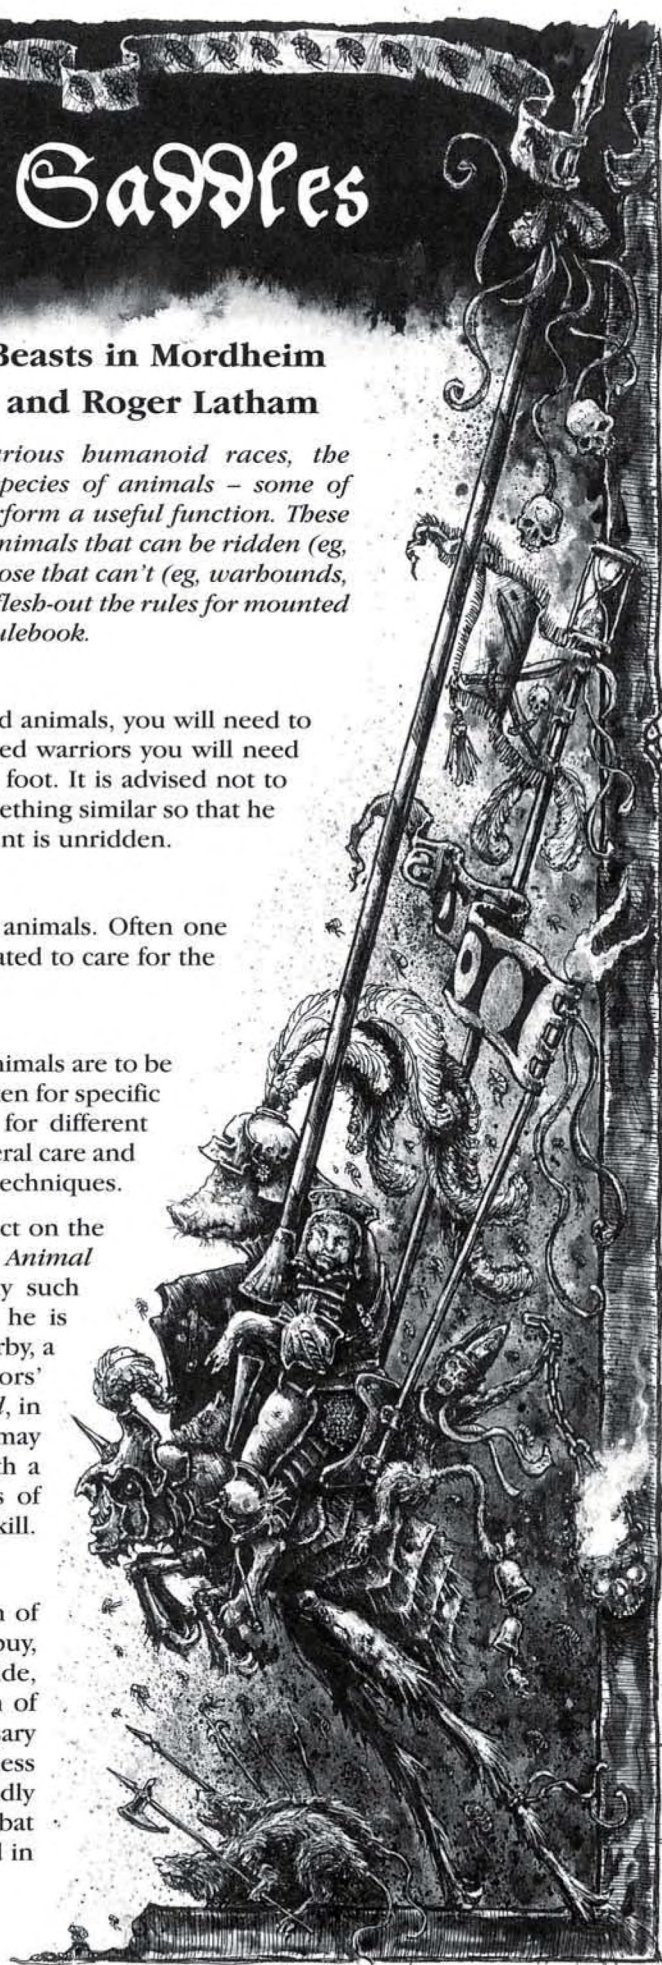 Saddles
Beasts in Mordheim
and Roger Latham
arious humanoid races, the
pecies of animals – some of
rform a useful function. These
nimals that can be ridden (eg,
ose that can't (eg, warhounds,
flesh-out the rules for mounted
ulebook.
d animals, you will need to
ed warriors you will need
foot. It is advised not to
ething similar so that he
nt is unridden.
animals. Often one
ated to care for the
nimals are to be
en for specific
for different
eral care and
echniques.
ct on the
Animal
y such
he is
rby, a
ors'
l, in
may
th a
s of
kill.
n of
buy,
ide,
n of
sary
ess
dly
bat
l in